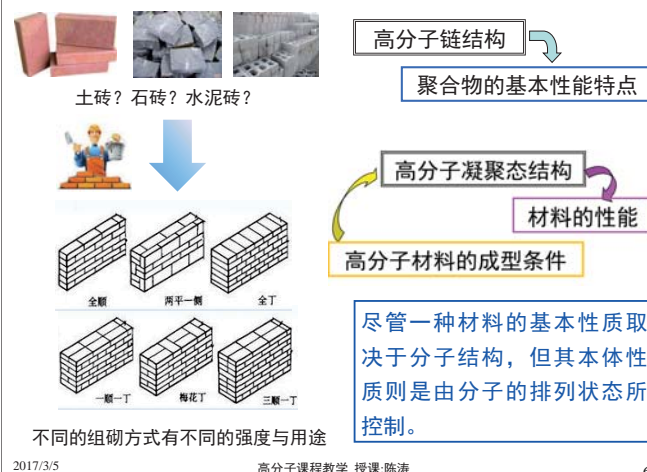 土砖？石砖？水泥砖？
全顺
两平一侧
全丁
一顺一丁
梅花丁
三顺一丁
不同的组砌方式有不同的强度与用途
高分子链结构
聚合物的基本性能特点
高分子凝聚态结构
材料的性能
高分子材料的成型条件
尽管一种材料的基本性质取
决于分子结构，但其本体性
质则是由分子的排列状态所
控制。
2017/3/5
高分子课程教学 授课:陈涛